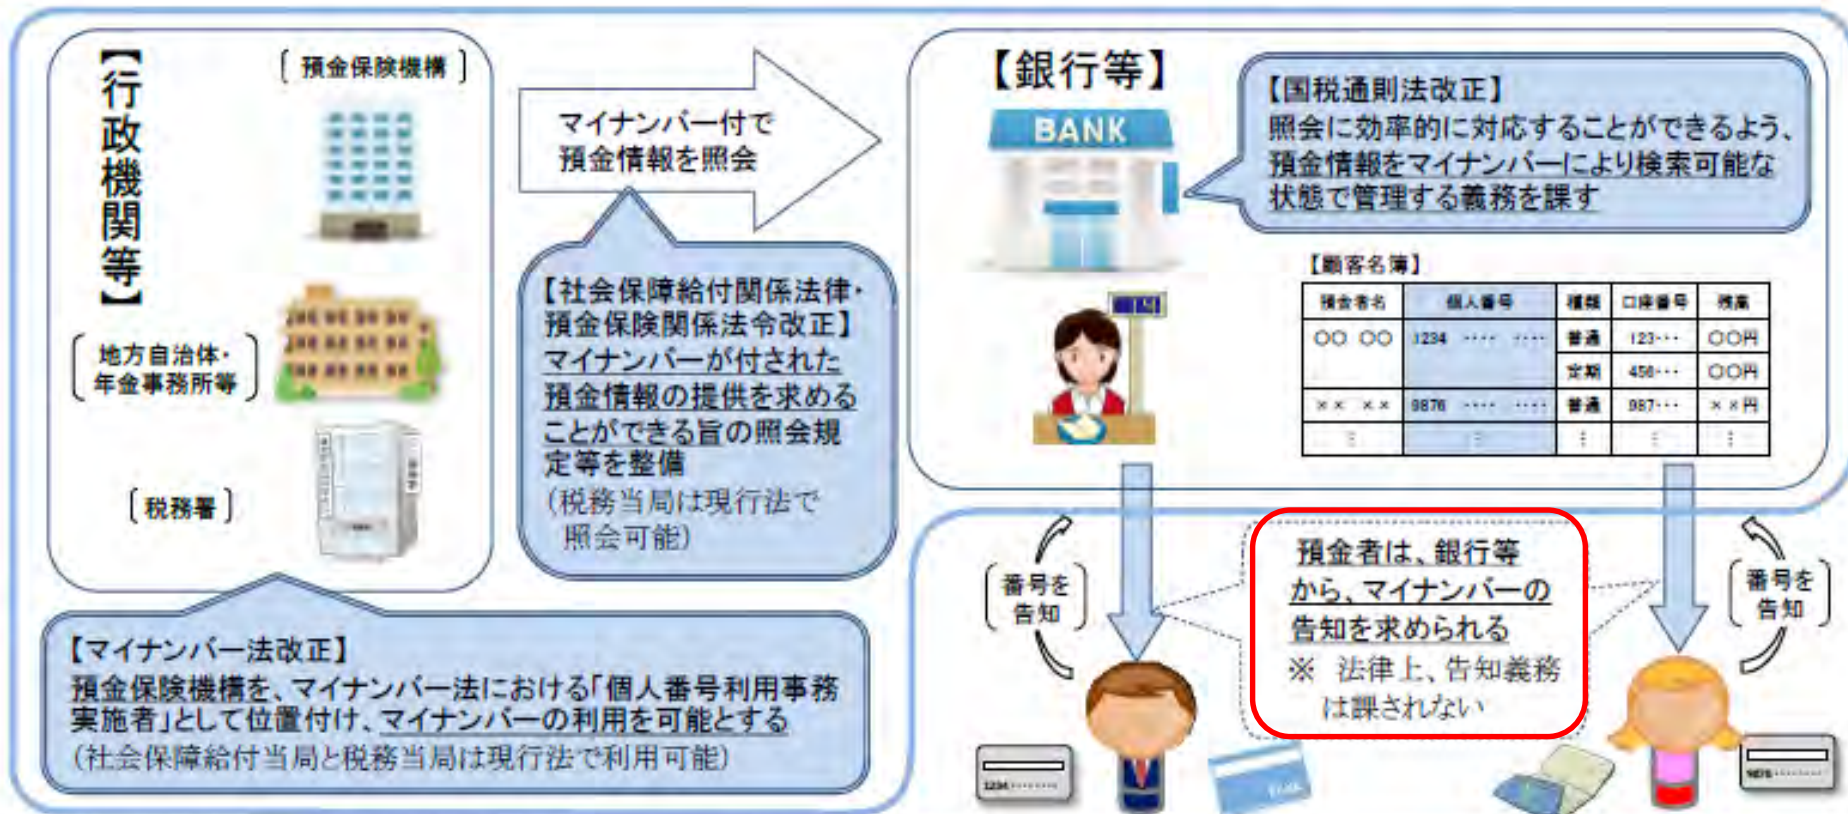 【行政機関等】
〔預金保険機構〕
地方自治体・
年金事務所等
〔税務署〕
マイナンバー付で
預金情報を照会
【社会保障給付関係法律・
預金保険関係法令改正】
マイナンバーが付された
預金情報の提供を求める
ことができる旨の照会規
定等を整備
（税務当局は現行法で
照会可能）
【マイナンバー法改正】
預金保険機構を、マイナンバー法における「個人番号利用事務
実施者」として位置付け、マイナンバーの利用を可能とする
（社会保障給付当局と税務当局は現行法で利用可能）
【銀行等】
BANK
【国税通則法改正】
照会に効率的に対応することができるよう、
預金情報をマイナンバーにより検索可能な
状態で管理する義務を課す
【顧客名簿】
預金者名 個人番号 種類 口座番号 残高
○○ ○○ 1234 ‥‥ ‥‥ 普通 123… ○○円
定期 456… ○○円
×× ×× 9876 ‥‥ ‥‥ 普通 987… ××円
⋮ ⋮ ⋮ ⋮ ⋮
番号を
告知
預金者は、銀行等
から、マイナンバーの
告知を求められる
※ 法律上、告知義務
は課されない
番号を
告知
1234
BANK
9876